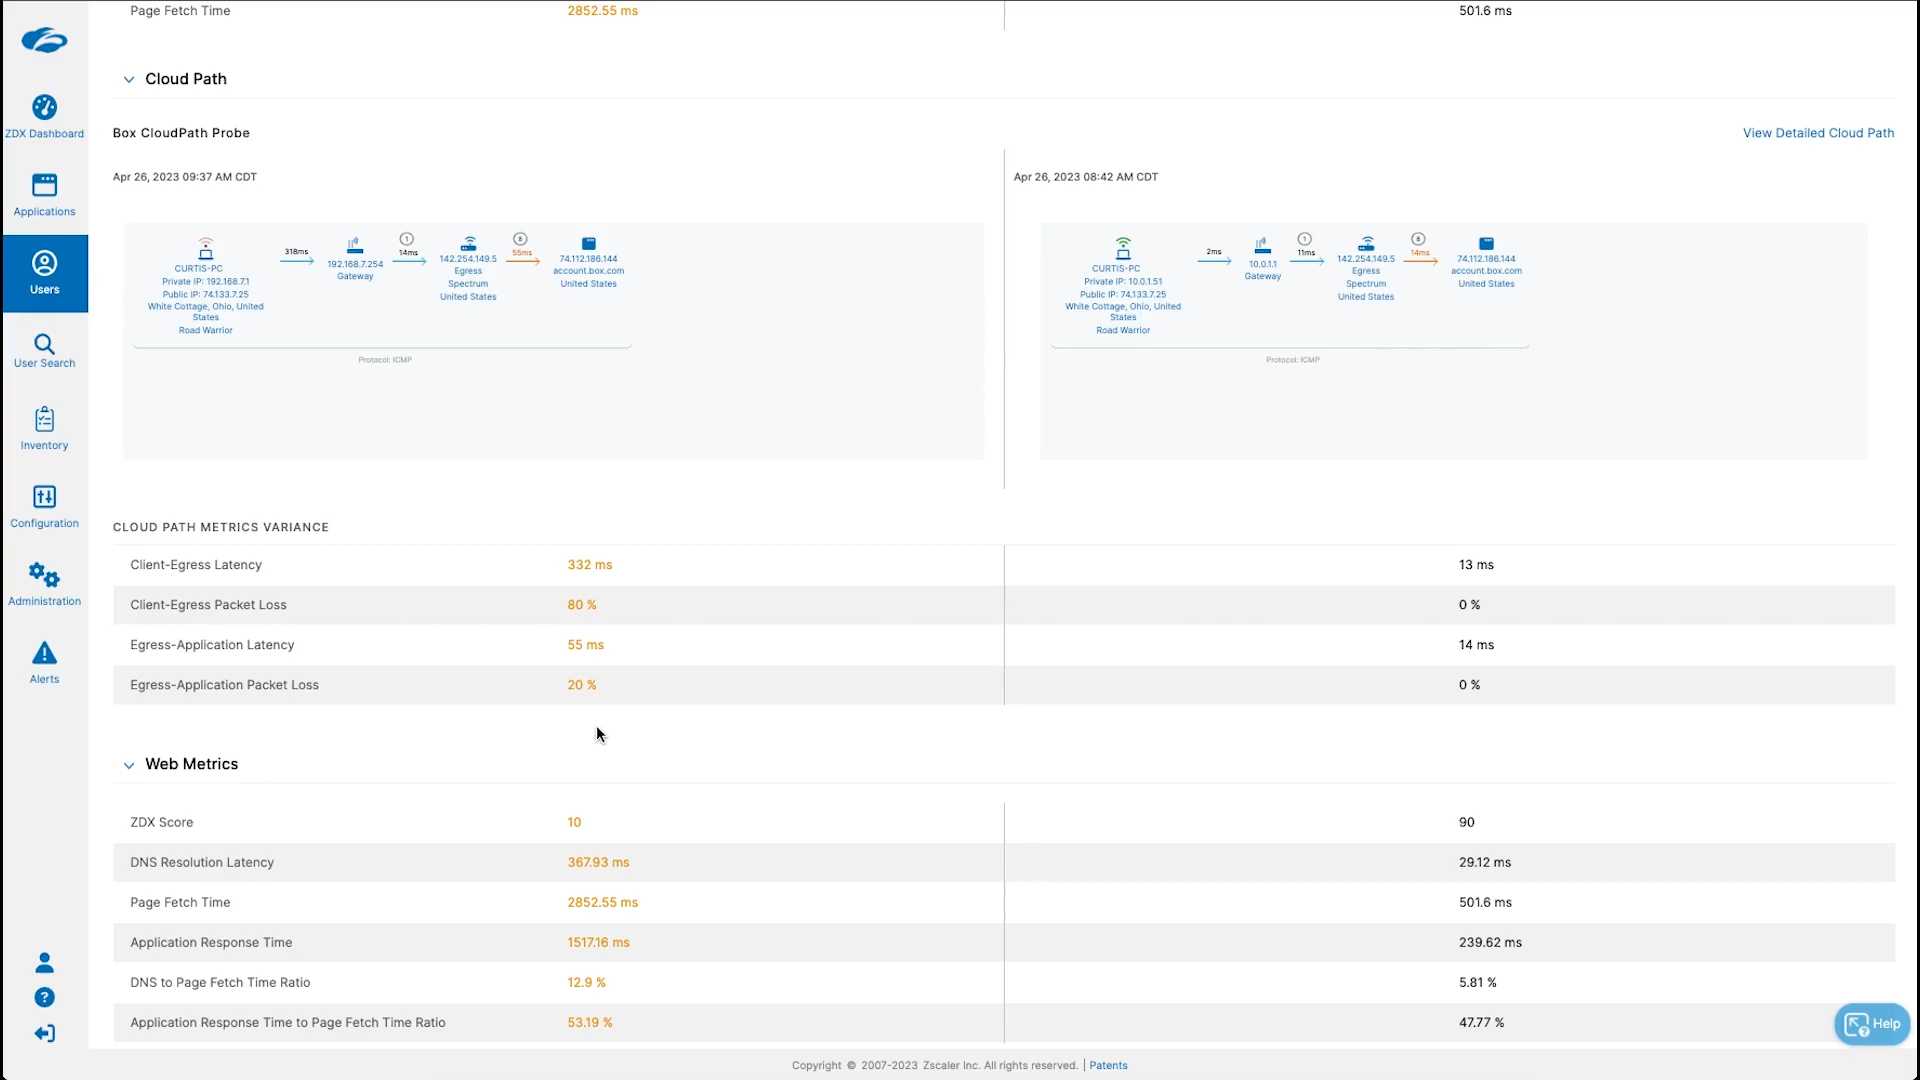 Page Fetch Time 2852.55 ms 501.6 ms
Cloud Path
ZDX Dashboard
Box CloudPath Probe View Detailed Cloud Path
Apr 26, 2023 09:37 AM CDT Apr 26, 2023 08:42 AM CDT
Applications
CURTIS-PC
Private IP: 192.168.7.1
Public IP: 74.133.7.25
White Cottage, Ohio, United
States
Road Warrior
318ms
192.168.7.254
Gateway
1
14ms
142.254.149.5
Egress
Spectrum
United States
8
55ms
74.112.186.144
account.box.com
United States
Protocol: ICMP
CURTIS-PC
Private IP: 10.0.1.51
Public IP: 74.133.7.25
White Cottage, Ohio, United
States
Road Warrior
2ms
10.0.1.1
Gateway
1
11ms
142.254.149.5
Egress
Spectrum
United States
8
14ms
74.112.186.144
account.box.com
United States
Protocol: ICMP
Users
User Search
Inventory
Configuration
Administration
Alerts
CLOUD PATH METRICS VARIANCE
Client-Egress Latency 332 ms 13 ms
Client-Egress Packet Loss 80 % 0 %
Egress-Application Latency 55 ms 14 ms
Egress-Application Packet Loss 20 % 0 %
Web Metrics
ZDX Score 10 90
DNS Resolution Latency 367.93 ms 29.12 ms
Page Fetch Time 2852.55 ms 501.6 ms
Application Response Time 1517.16 ms 239.62 ms
DNS to Page Fetch Time Ratio 12.9 % 5.81 %
Application Response Time to Page Fetch Time Ratio 53.19 % 47.77 %
Help
Copyright © 2007-2023 Zscaler Inc. All rights reserved. | Patents